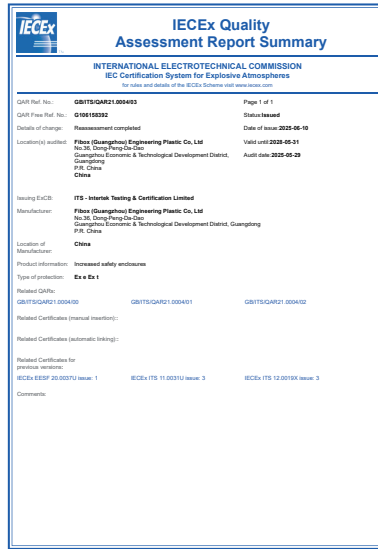 IECEx
IECEx Quality
Assessment Report Summary
INTERNATIONAL ELECTROTECHNICAL COMMISSION
IEC Certification System for Explosive Atmospheres
for rules and details of the IECEx Scheme visit www.iecex.com
QAR Ref. No.: GB/ITS/QAR21.0004/03 Page 1 of 1
QAR Free Ref. No.: G106158392 Status:Issued
Details of change: Reassessment completed Date of issue:2025-06-10
Location(s) audited: Fibox (Guangzhou) Engineering Plastic Co, Ltd Valid until:2028-05-31
No.36, Dong-Peng-Da-Dao
Guangzhou Economic & Technological Development District, Audit date:2025-05-29
Guangdong
P.R. China
China
Issuing ExCB: ITS - Intertek Testing & Certification Limited
Manufacturer: Fibox (Guangzhou) Engineering Plastic Co, Ltd
No.36, Dong-Peng-Da-Dao
Guangzhou Economic & Technological Development District, Guangdong
P.R. China
Location of China
Manufacturer:
Product information: Increased safety enclosures
Type of protection: Ex e Ex t
Related QARs:
GB/ITS/QAR21.0004/00 GB/ITS/QAR21.0004/01 GB/ITS/QAR21.0004/02
Related Certificates (manual insertion)::
Related Certificates (automatic linking)::
Related Certificates for
previous versions:
IECEx EESF 20.0037U issue: 1 IECEx ITS 11.0031U issue: 3 IECEx ITS 12.0019X issue: 3
Comments: